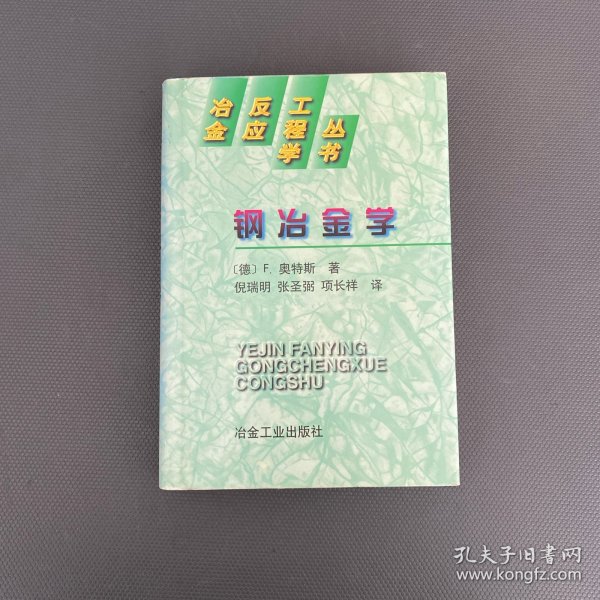 冶金反应工程学丛书
钢冶金学
〔德〕 F. 奥特斯 著
倪瑞明 张圣弼 项长祥 译
YEJIN FANYING
GONGCHENGXUE
CONGSHU
冶金工业出版社
孔夫子旧书网
www.kongfz.com